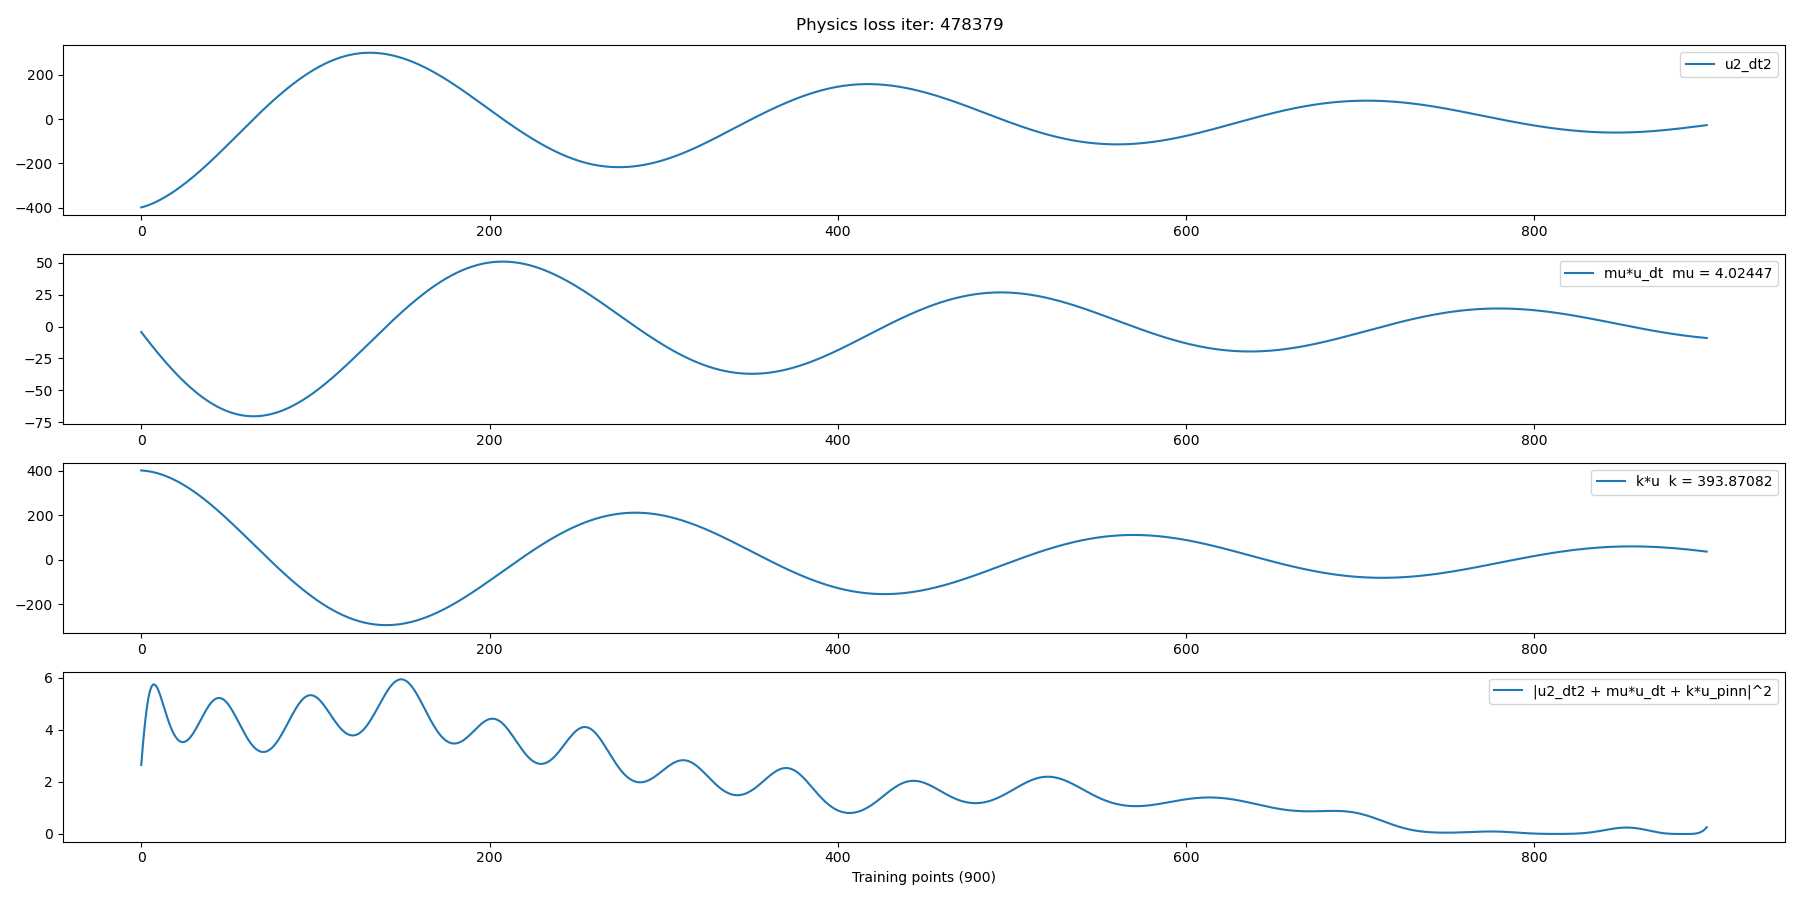 Physics loss iter: 478379
u2_dt2
200
0
−200
−400
0 200 400 600 800
mu*u_dt  mu = 4.02447
50
25
0
−25
−50
−75
0 200 400 600 800
k*u  k = 393.87082
400
200
0
−200
0 200 400 600 800
|u2_dt2 + mu*u_dt + k*u_pinn|^2
6
4
2
0
0 200 400 600 800
Training points (900)